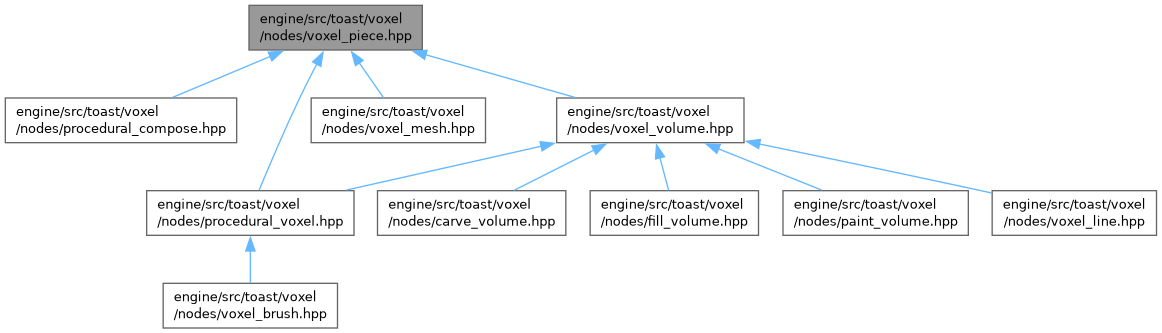 engine/src/toast/voxel
/nodes/voxel_piece.hpp
engine/src/toast/voxel
/nodes/procedural_compose.hpp
engine/src/toast/voxel
/nodes/voxel_mesh.hpp
engine/src/toast/voxel
/nodes/voxel_volume.hpp
engine/src/toast/voxel
/nodes/procedural_voxel.hpp
engine/src/toast/voxel
/nodes/carve_volume.hpp
engine/src/toast/voxel
/nodes/fill_volume.hpp
engine/src/toast/voxel
/nodes/paint_volume.hpp
engine/src/toast/voxel
/nodes/voxel_line.hpp
engine/src/toast/voxel
/nodes/voxel_brush.hpp